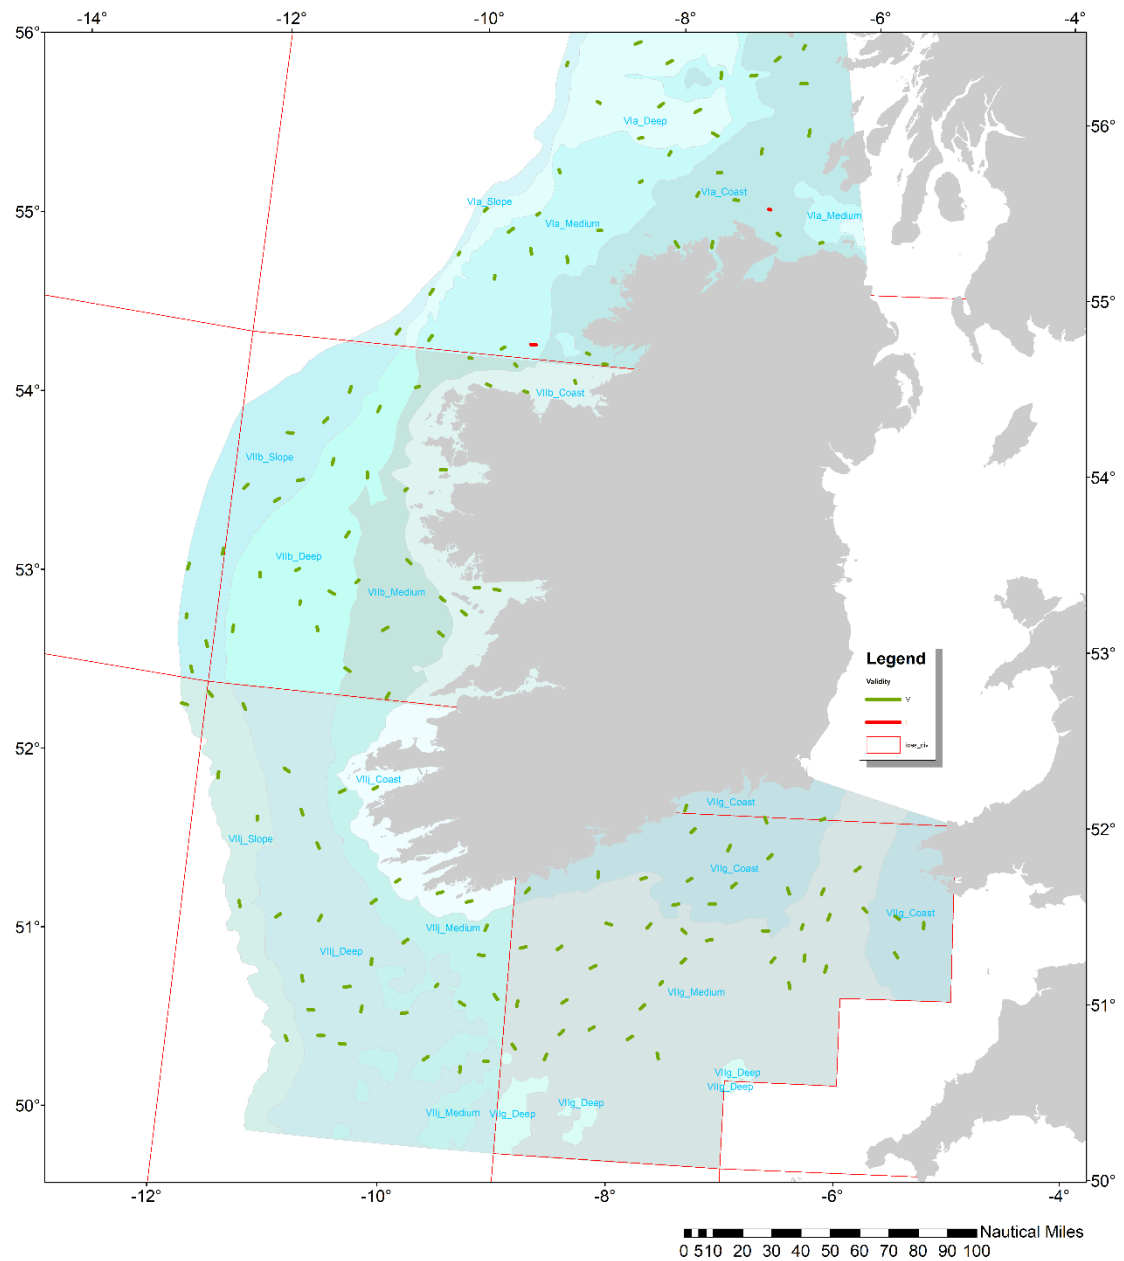 -14° -12° -10° -8° -6° -4°
56°
VIa_Deep
56°
VIa_Coast
55°
VIa_Slope
VIa_Medium
VIa_Medium
55°
54°
VIIb_Coast
VIIb_Slope
54°
53°
VIIb_Deep
VIIb_Medium
53°
Legend
Validity
V
I
52°
VIIj_Coast
VIIg_Coast
52°
VIIj_Slope
VIIg_Coast
51°
VIIj_Medium
VIIg_Coast
VIIj_Deep
VIIg_Medium
51°
VIIg_Deep
VIIg_Deep
50°
VIIj_Medium
VIIg_Deep
VIIg_Deep
50°
-12° -10° -8° -6° -4°
Nautical Miles
0 510 20 30 40 50 60 70 80 90 100